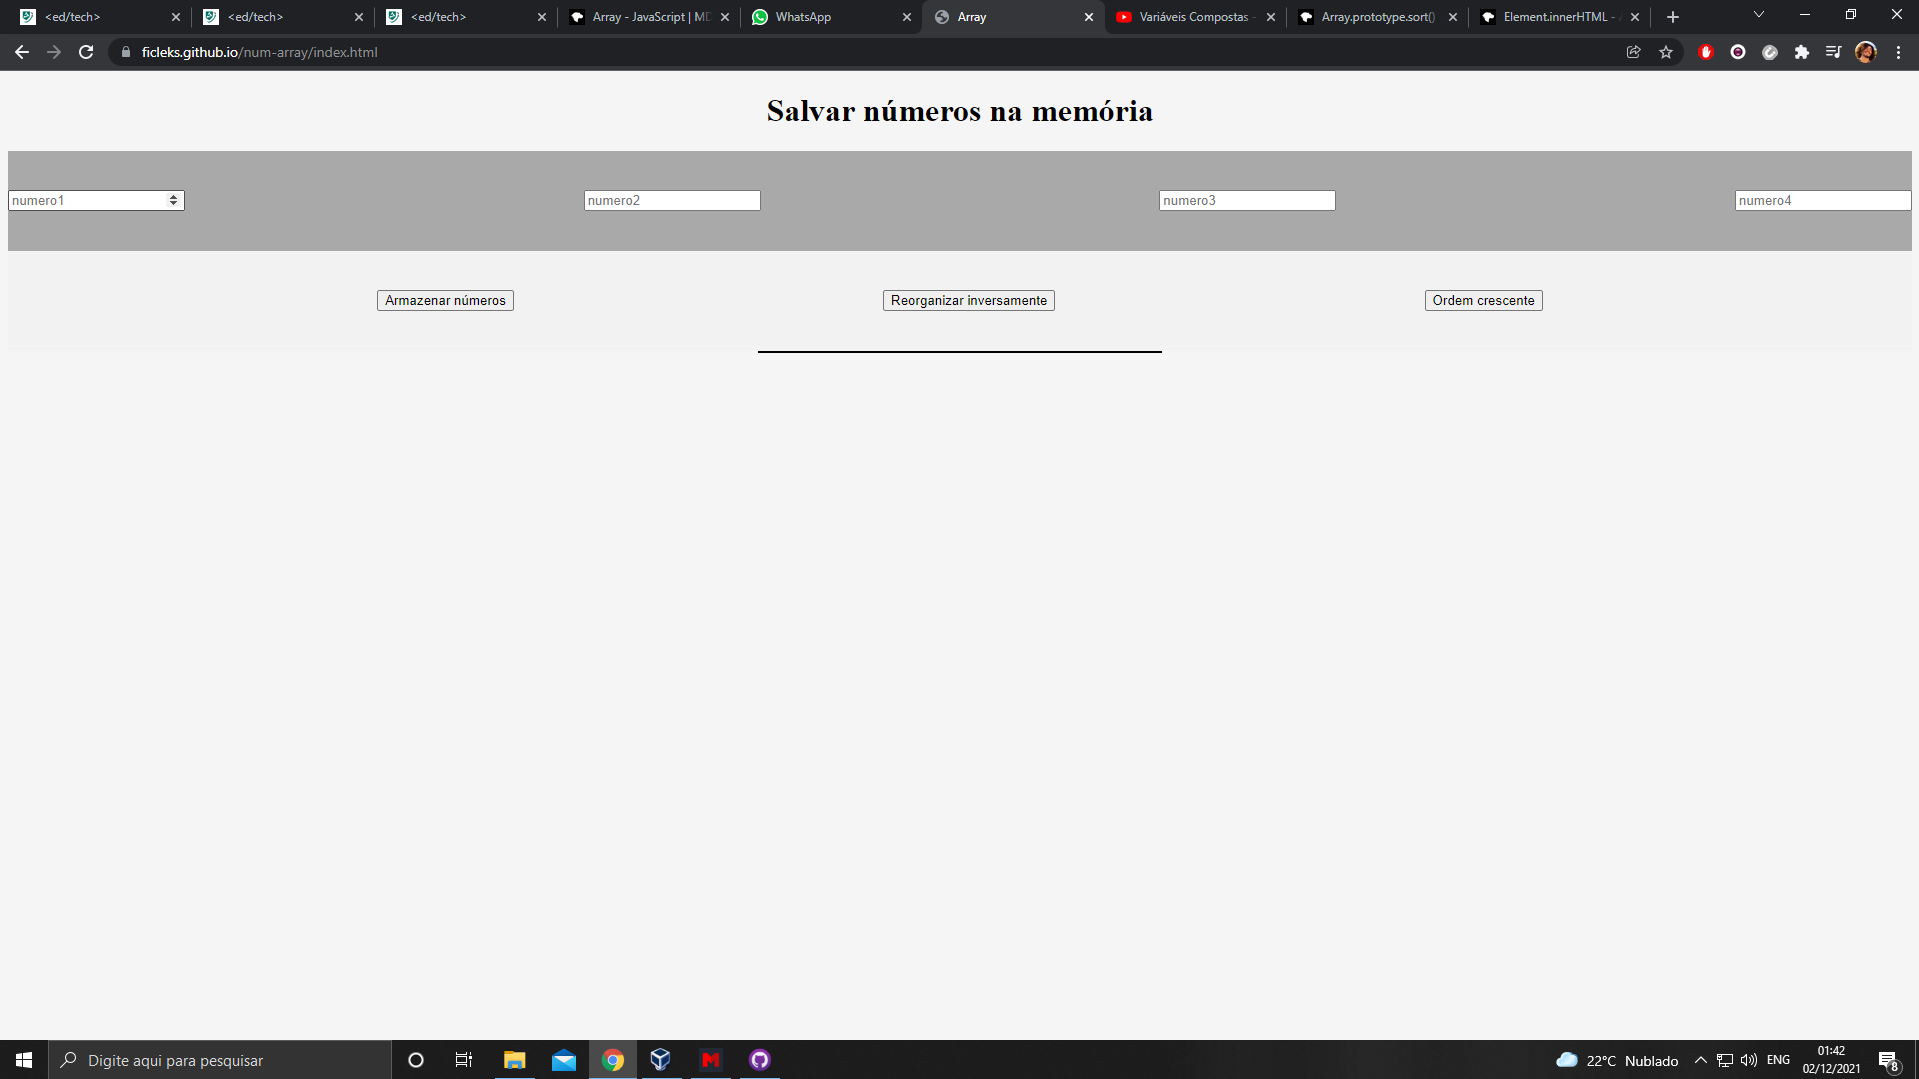 <ed/tech>
<ed/tech>
<ed/tech>
Array - JavaScript | MD
WhatsApp
Array
Variáveis Compostas -
Array.prototype.sort()
Element.innerHTML -
ficleks.github.io/num-array/index.html
Salvar números na memória
numero1
numero2
numero3
numero4
Armazenar números
Reorganizar inversamente
Ordem crescente
Digite aqui para pesquisar
22°C Nublado
ENG
01:42
02/12/2021
8